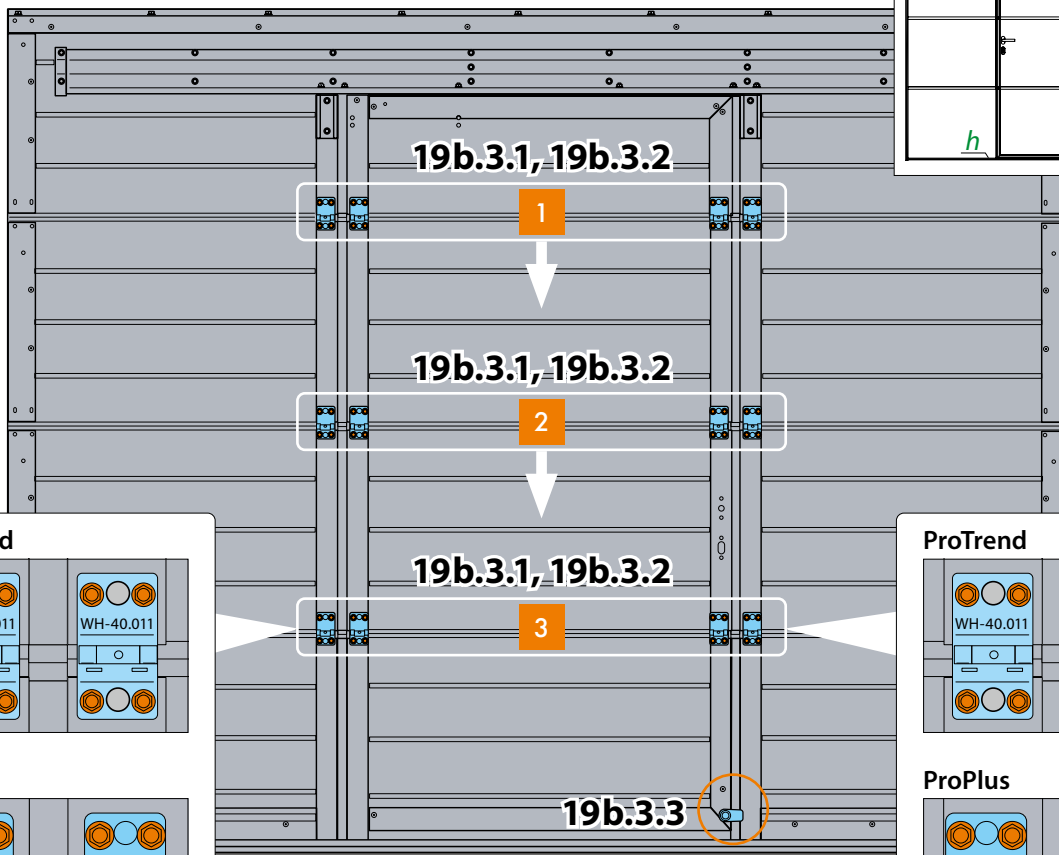 h
19b.3.1, 19b.3.2
1
19b.3.1, 19b.3.2
2
19b.3.1, 19b.3.2
3
d
011
WH-40.011
ProTrend
WH-40.011
19b.3.3
ProPlus